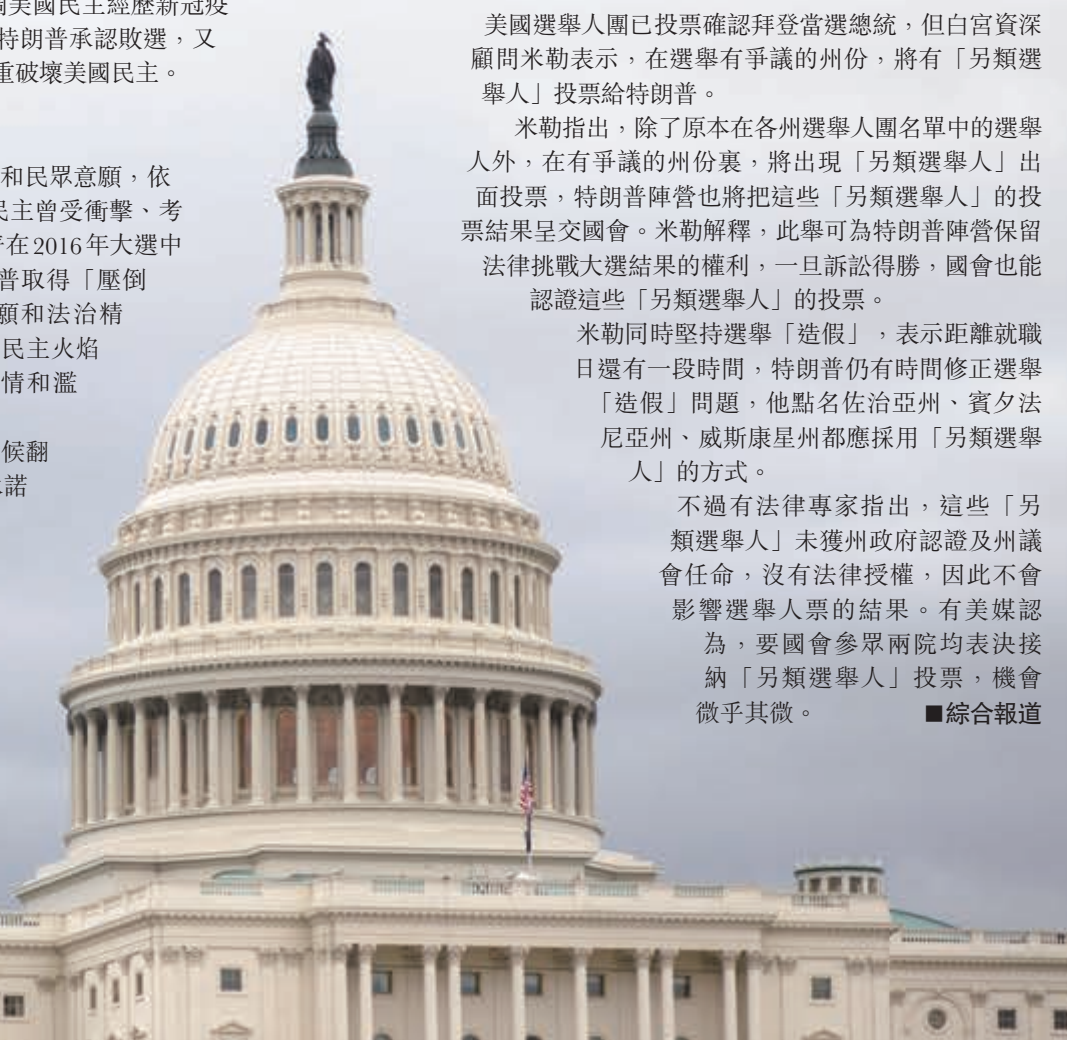 美國民主經歷新冠疫
特朗普承認敗選，又
重破壞美國民主。
和民眾意願，依
民主曾受衝擊、考
在2016年大選中
普取得「壓倒
願和法治精
民主火焰
情和濫
候翻
諾
美國選舉人團已投票確認拜登當選總統，但白宮資深
顧問米勒表示，在選舉有爭議的州份，將有「另類選
舉人」投票給特朗普。
米勒指出，除了原本在各州選舉人團名單中的選舉
人外，在有爭議的州份裏，將出現「另類選舉人」出
面投票，特朗普陣營也將把這些「另類選舉人」的投
票結果呈交國會。米勒解釋，此舉可為特朗普陣營保留
法律挑戰大選結果的權利，一旦訴訟得勝，國會也能
認證這些「另類選舉人」的投票。
米勒同時堅持選舉「造假」，表示距離就職
日還有一段時間，特朗普仍有時間修正選舉
「造假」問題，他點名佐治亞州、賓夕法
尼亞州、威斯康星州都應採用「另類選舉
人」的方式。
不過有法律專家指出，這些「另
類選舉人」未獲州政府認證及州議
會任命，沒有法律授權，因此不會
影響選舉人票的結果。有美媒認
為，要國會參眾兩院均表決接
納「另類選舉人」投票，機會
微乎其微。 ■綜合報道